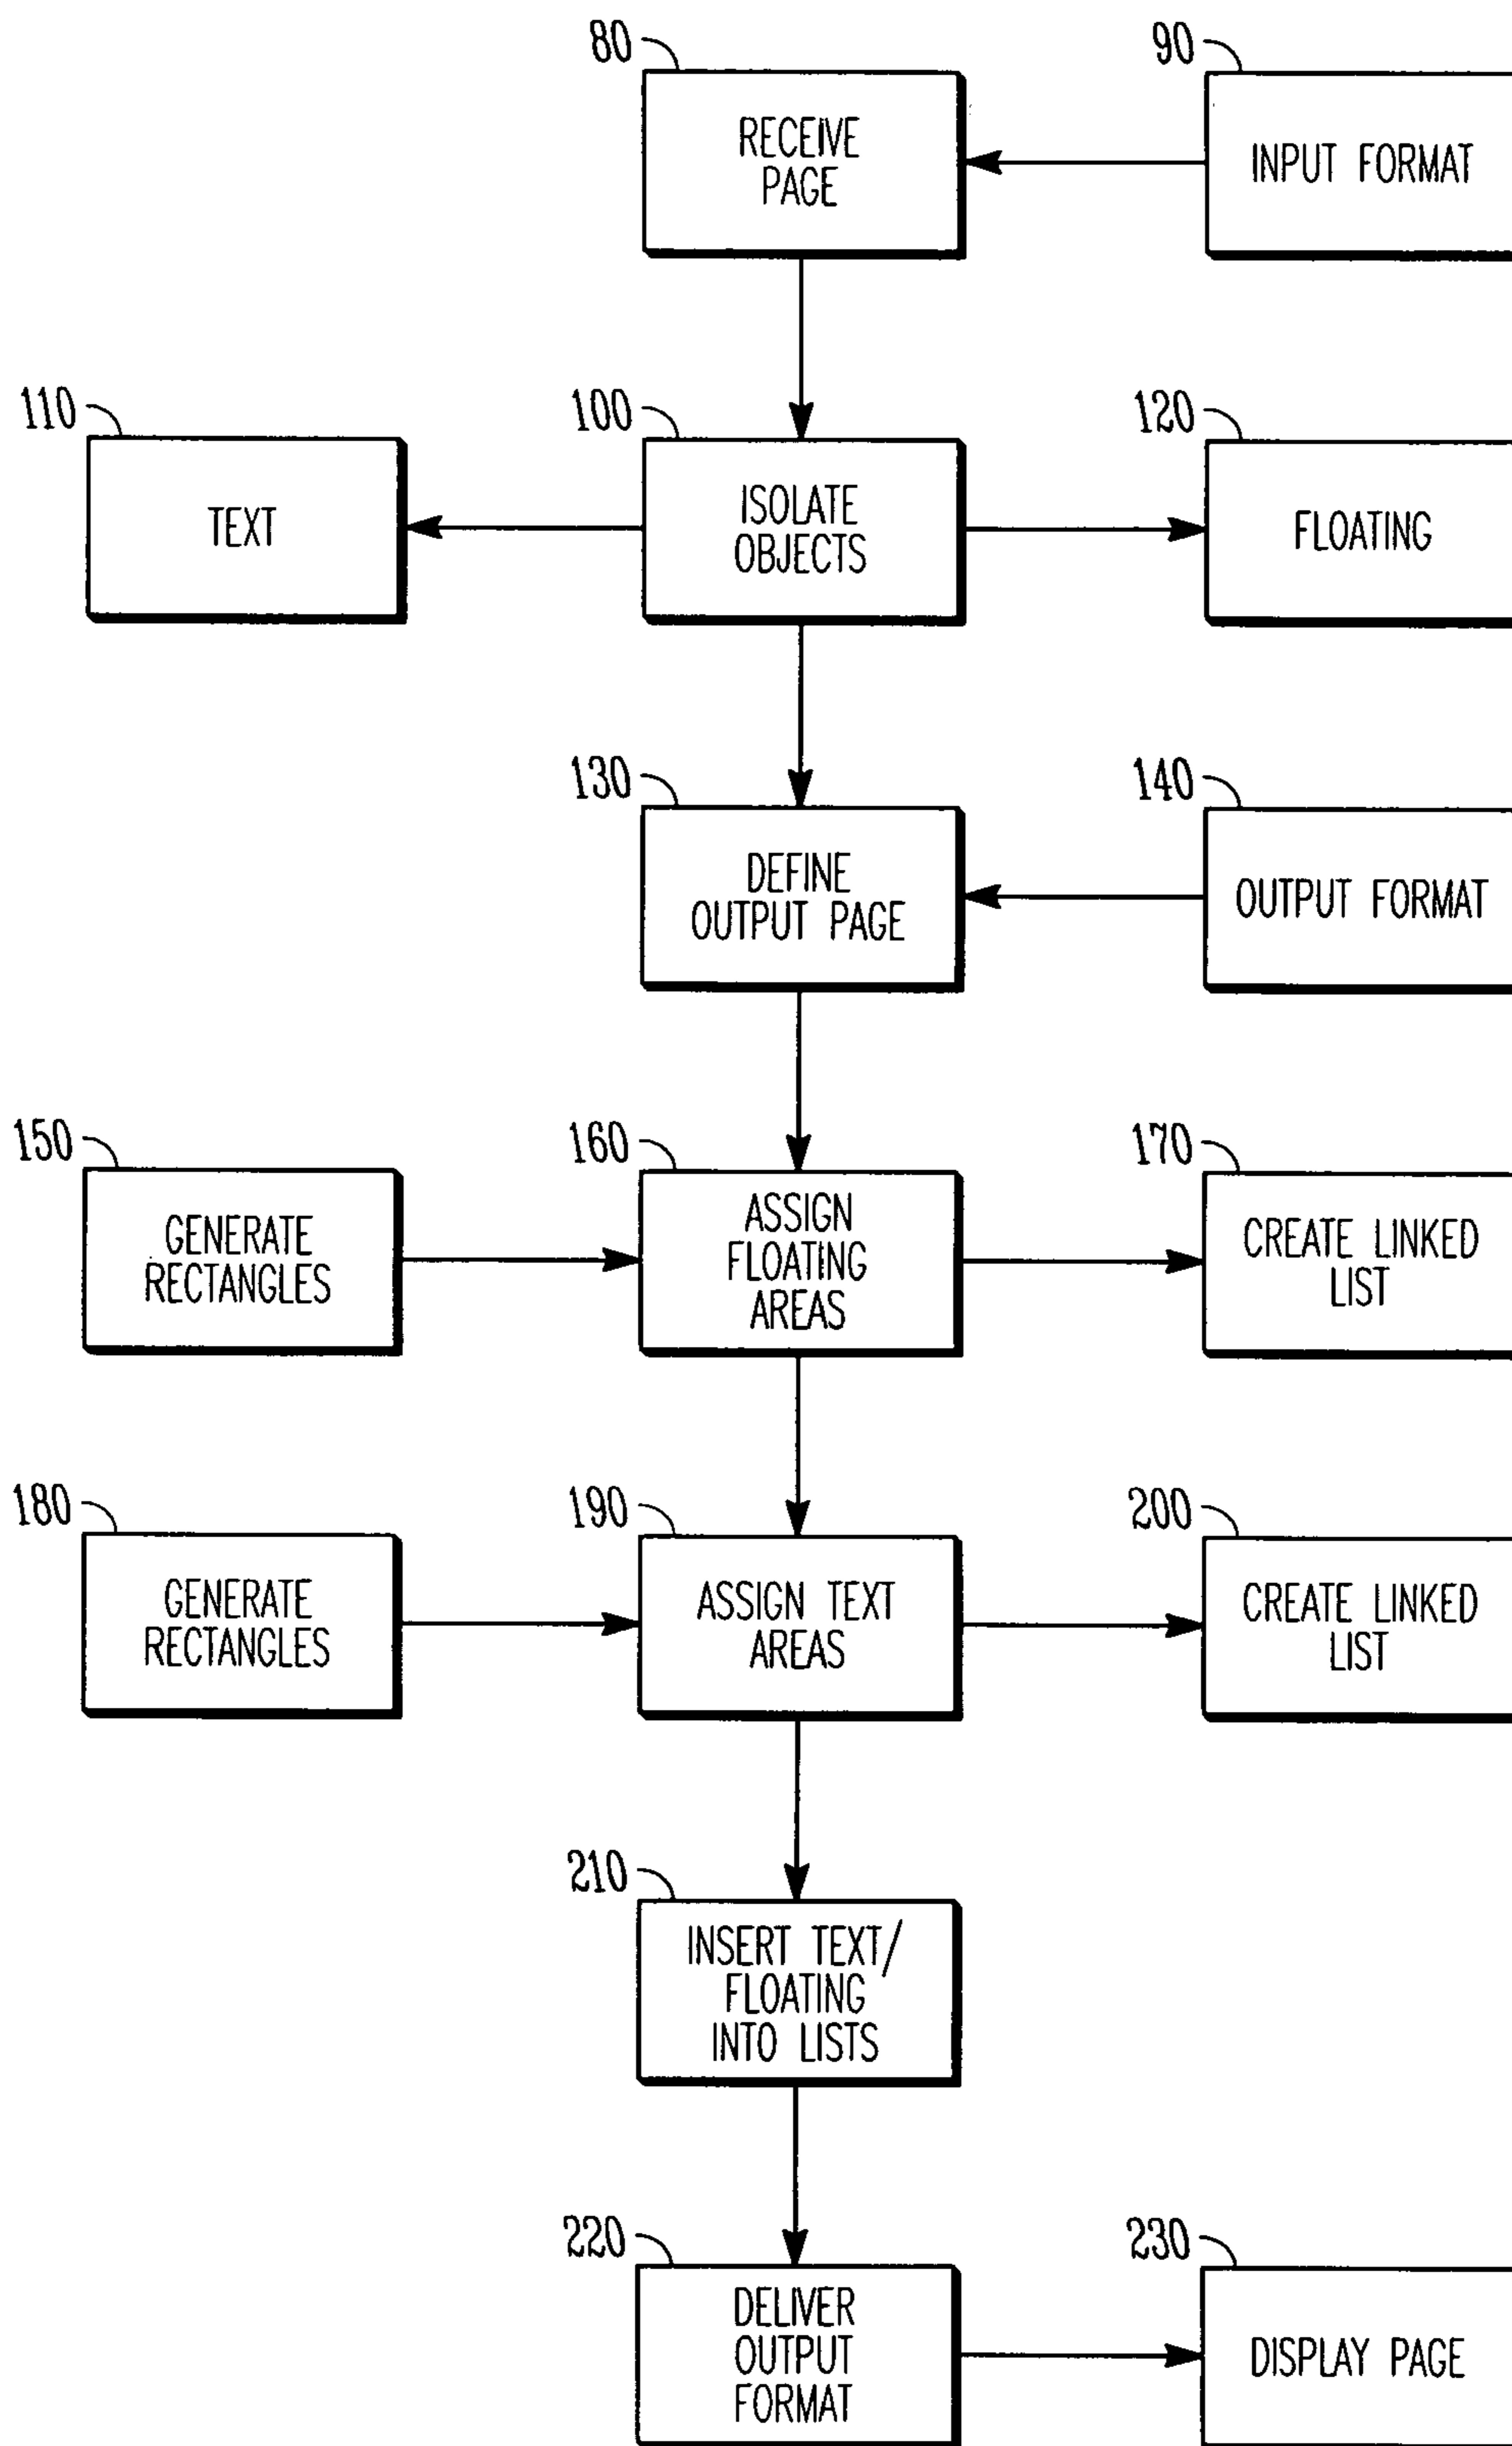 80
90
RECEIVE
PAGE
INPUT FORMAT
110
100
120
TEXT
ISOLATE
OBJECTS
FLOATING
130
140
DEFINE
OUTPUT PAGE
OUTPUT FORMAT
150
160
170
GENERATE
RECTANGLES
ASSIGN
FLOATING
AREAS
CREATE LINKED
LIST
180
190
200
GENERATE
RECTANGLES
ASSIGN TEXT
AREAS
CREATE LINKED
LIST
210
INSERT TEXT/
FLOATING
INTO LISTS
220
230
DELIVER
OUTPUT
FORMAT
DISPLAY PAGE